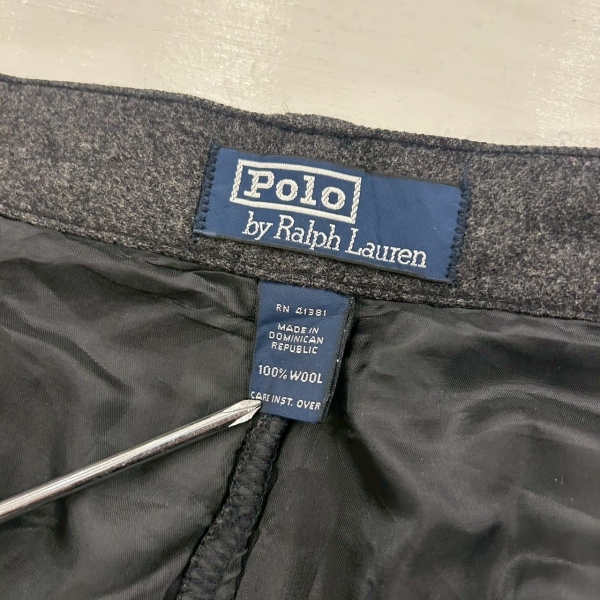 Polo
by Ralph Lauren
RN 41381
MADE IN
DOMINICAN
REPUBLIC
100% WOOL
CARE INST. OVER